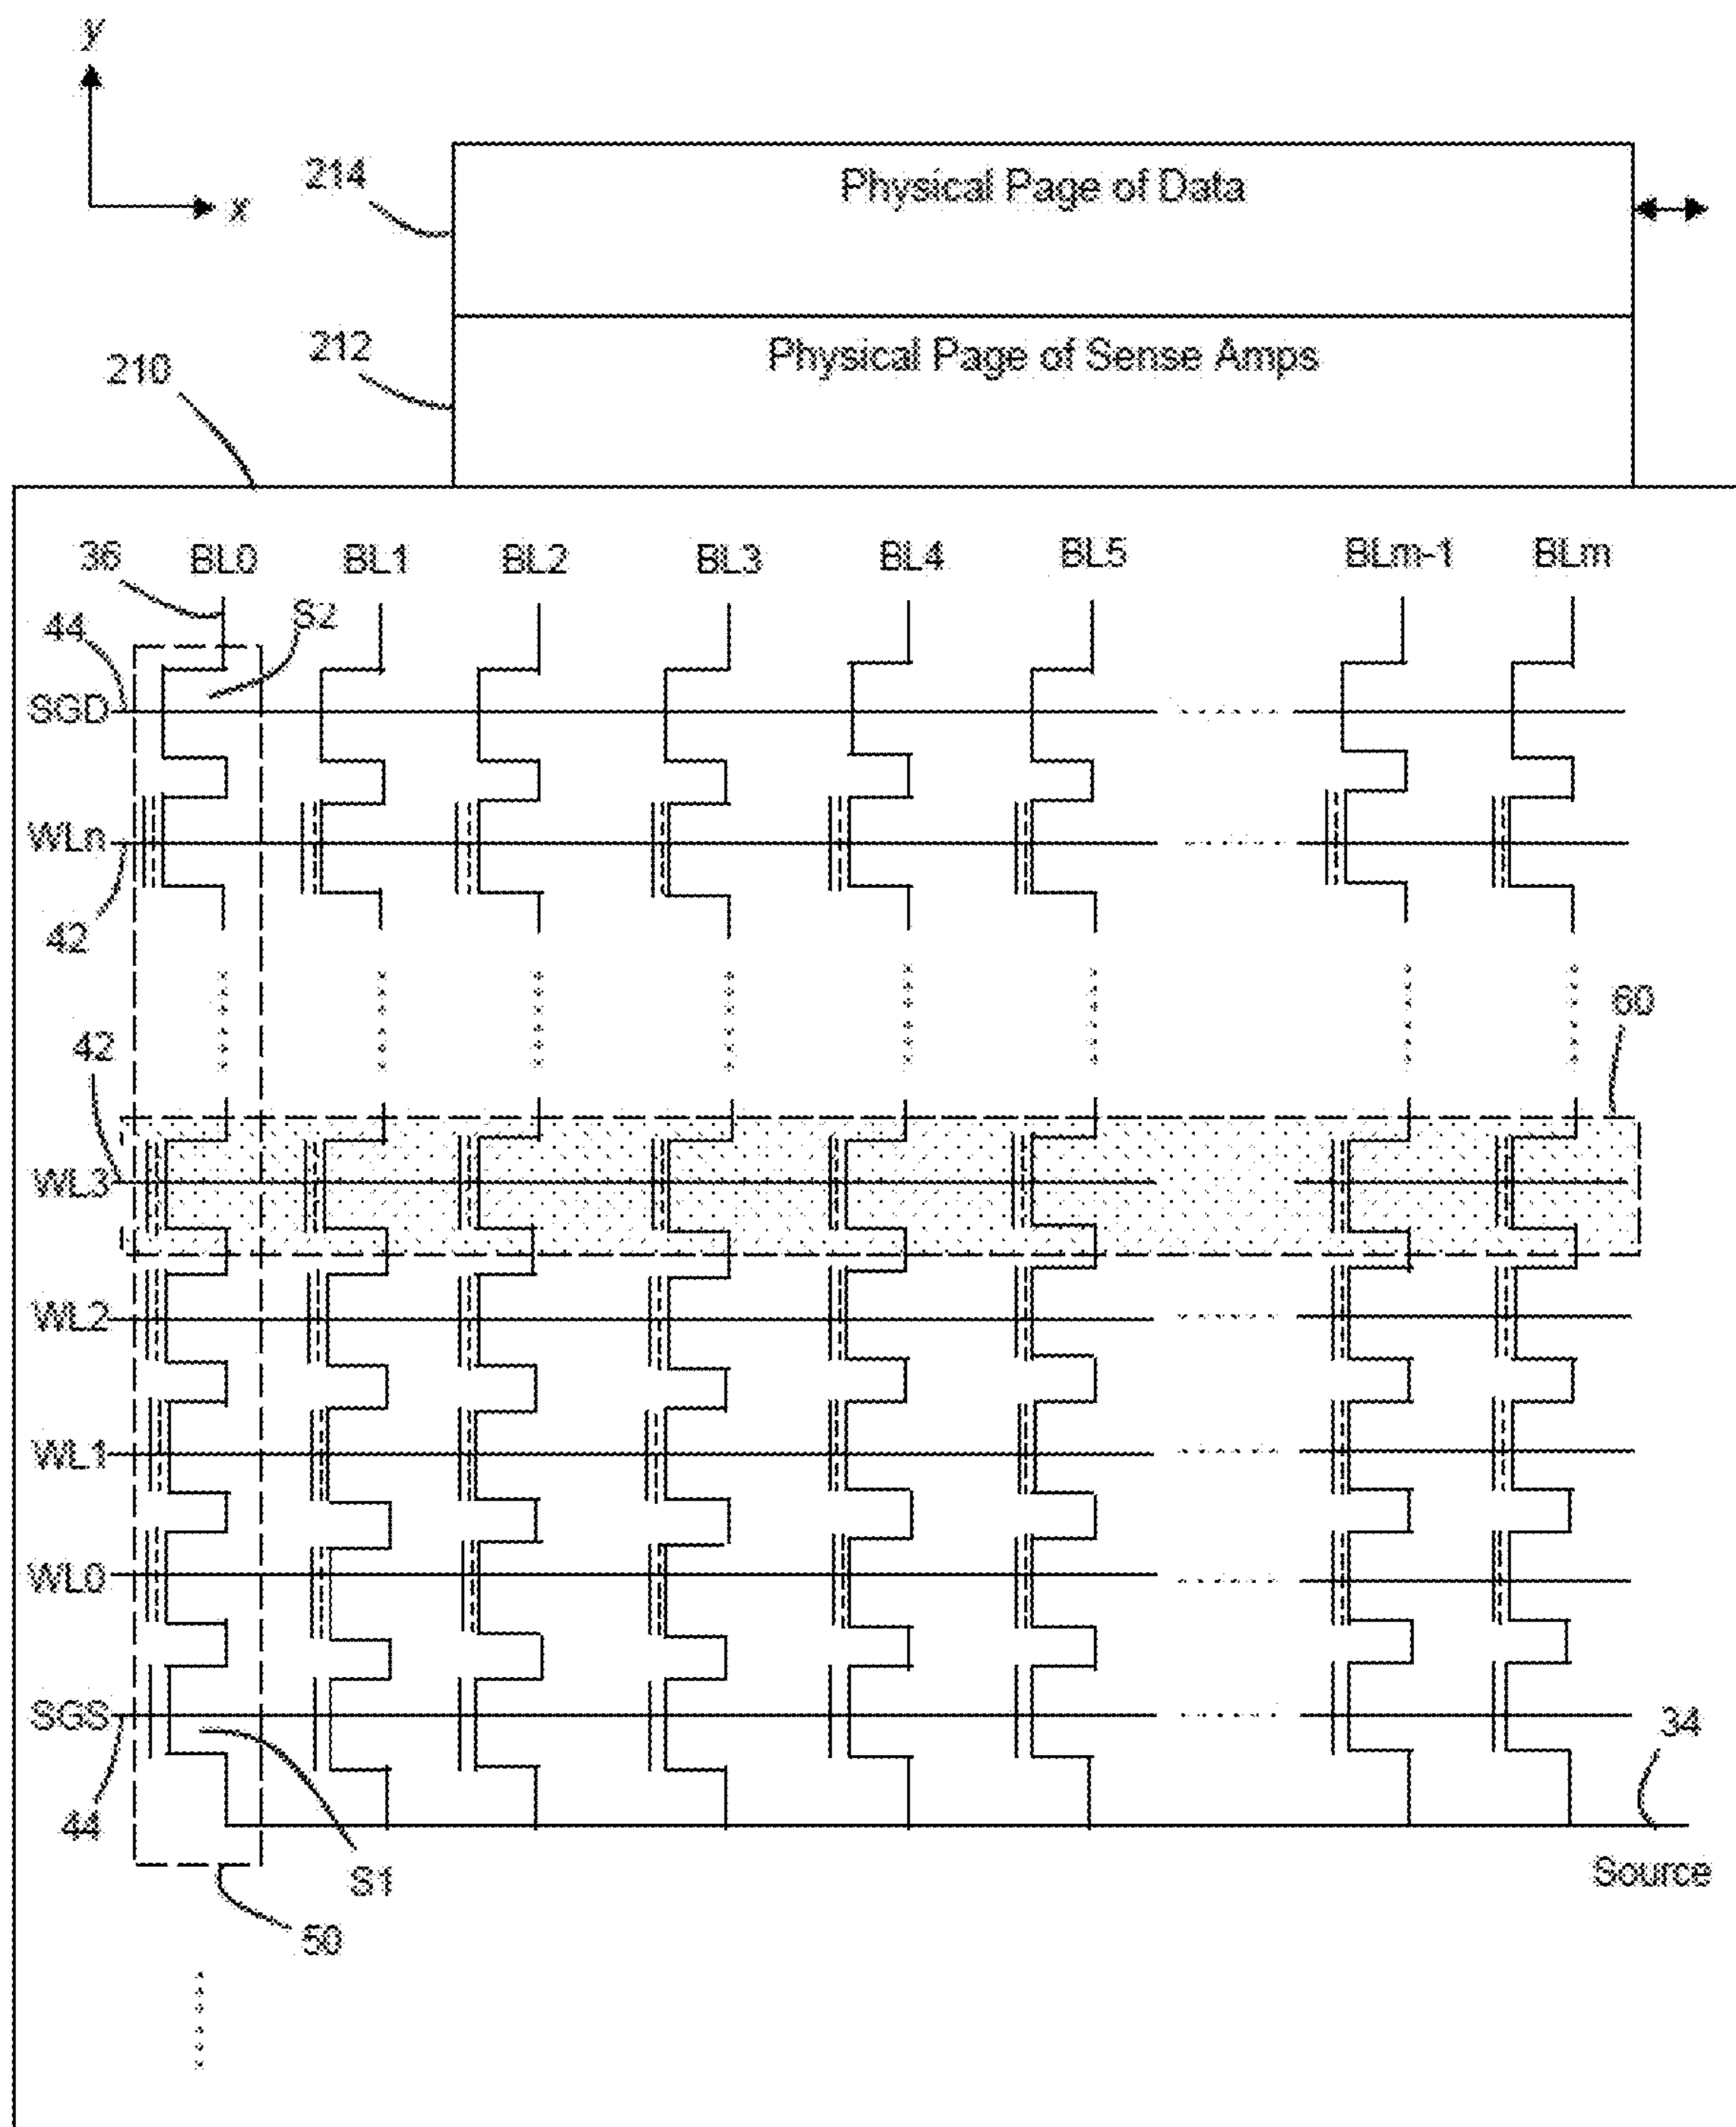 y
x
214
Physical Page of Data
212
Physical Page of Sense Amps
210
36
BL0
BL1
BL2
BL3
BL4
BL5
BLm-1
BLm
44
S2
SGD
WLn
42
42
60
WL3
WL2
WL1
WL0
SGS
34
44
S1
Source
50